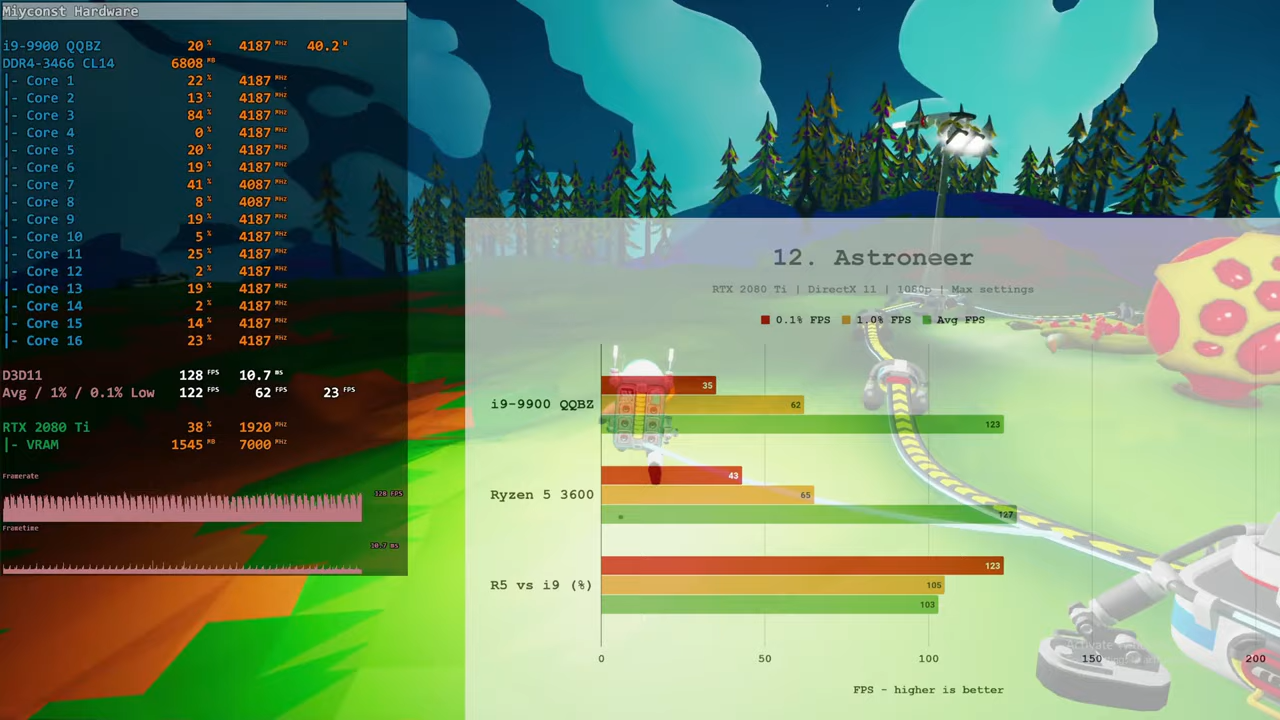 Miyconst Hardware
i9-9900 QQBZ 20 % 4187 MHz 40.2 W
DDR4-3466 CL14 6808 MB
|- Core 1 22 % 4187 MHz
|- Core 2 13 % 4187 MHz
|- Core 3 84 % 4187 MHz
|- Core 4 0 % 4187 MHz
|- Core 5 20 % 4187 MHz
|- Core 6 19 % 4187 MHz
|- Core 7 41 % 4087 MHz
|- Core 8 8 % 4087 MHz
|- Core 9 19 % 4187 MHz
|- Core 10 5 % 4187 MHz
|- Core 11 25 % 4187 MHz
|- Core 12 2 % 4187 MHz
|- Core 13 19 % 4187 MHz
|- Core 14 2 % 4187 MHz
|- Core 15 14 % 4187 MHz
|- Core 16 23 % 4187 MHz
D3D11 128 FPS 10.7 ms
Avg / 1% / 0.1% Low 122 FPS 62 FPS 23 FPS
RTX 2080 Ti 38 % 1920 MHz
|- VRAM 1545 MB 7000 MHz
Framerate
128 FPS
Frametime
10.7 ms
12. Astroneer
RTX 2080 Ti | DirectX 11 | 1080p | Max settings
0.1% FPS 1.0% FPS Avg FPS
35
i9-9900 QQBZ 62
123
43
Ryzen 5 3600 65
127
123
R5 vs i9 (%) 105
103
0 50 100 150 200
FPS - higher is better